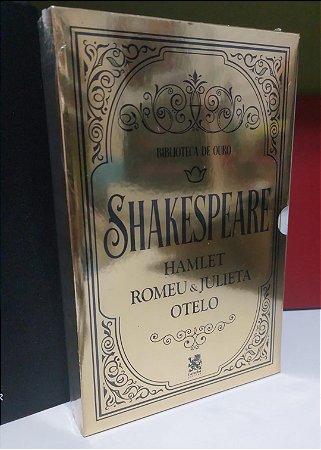 BIBLIOTECA DE OURO
SHAKESPEARE
HAMLET
ROMEU & JULIETA
OTELO